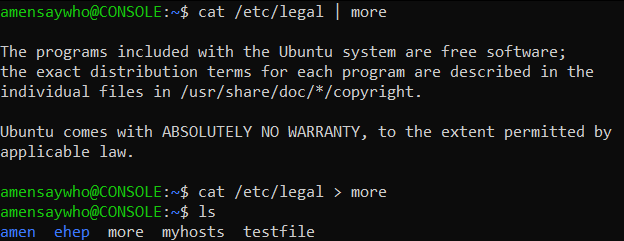 amensaywho@CONSOLE:~$ cat /etc/legal | more
The programs included with the Ubuntu system are free software;
the exact distribution terms for each program are described in the
individual files in /usr/share/doc/*/copyright.
Ubuntu comes with ABSOLUTELY NO WARRANTY, to the extent permitted by
applicable law.
amensaywho@CONSOLE:~$ cat /etc/legal > more
amensaywho@CONSOLE:~$ ls
amen  ehep  more  myhosts  testfile